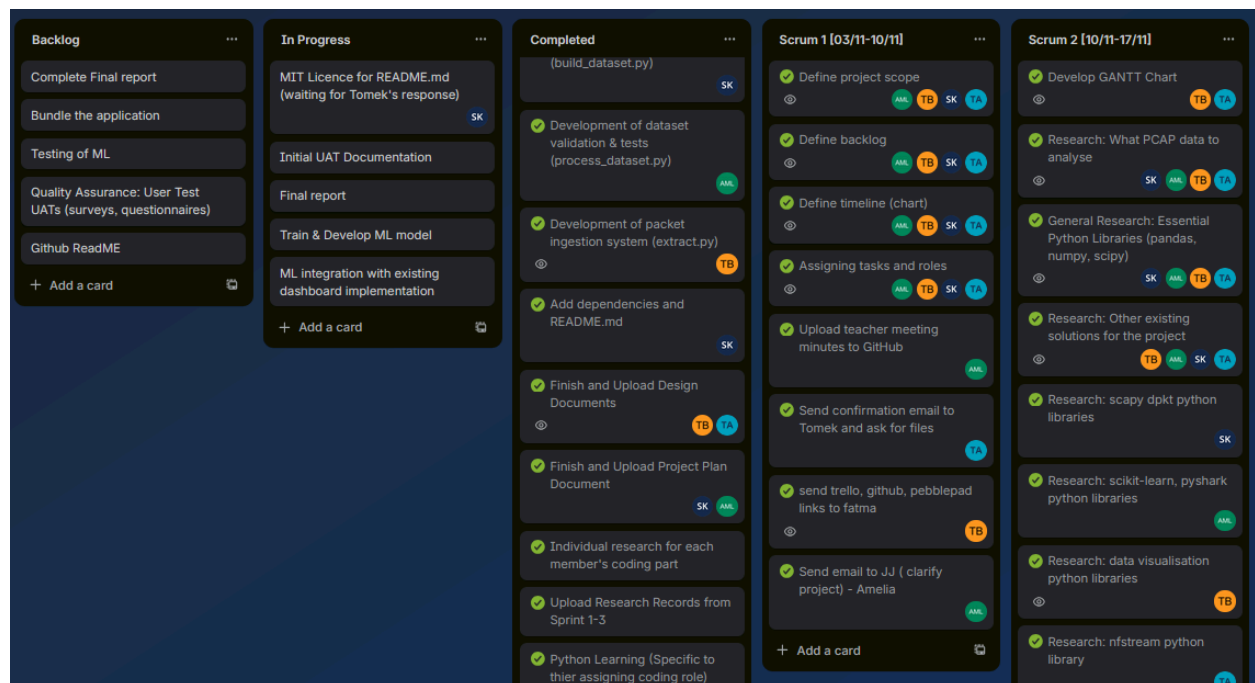 Backlog
Complete Final report
Bundle the application
Testing of ML
Quality Assurance: User Test
UATs (surveys, questionnaires)
Github ReadME
+ Add a card
In Progress
MIT Licence for README.md
(waiting for Tomek's response)
SK
Initial UAT Documentation
Final report
Train & Develop ML model
ML integration with existing
dashboard implementation
+ Add a card
Completed
(build_dataset.py)
SK
Development of dataset
validation & tests
(process_dataset.py)
AML
Development of packet
ingestion system (extract.py)
TB
Add dependencies and
README.md
SK
Finish and Upload Design
Documents
TB TA
Finish and Upload Project Plan
Document
SK AML
Individual research for each
member's coding part
Upload Research Records from
Sprint 1-3
Python Learning (Specific to
thier assigning coding role)
Scrum 1 [03/11-10/11]
Define project scope
AML TB SK TA
Define backlog
AML TB SK TA
Define timeline (chart)
AML TB SK TA
Assigning tasks and roles
AML TB SK TA
Upload teacher meeting
minutes to GitHub
AML
Send confirmation email to
Tomek and ask for files
TA
send trello, github, pebblepad
links to fatma
TB
Send email to JJ ( clarify
project) - Amelia
AML
+ Add a card
Scrum 2 [10/11-17/11]
Develop GANTT Chart
TB TA
Research: What PCAP data to
analyse
SK AML TB TA
General Research: Essential
Python Libraries (pandas,
numpy, scipy)
SK AML TB TA
Research: Other existing
solutions for the project
TB AML SK TA
Research: scapy dpkt python
libraries
SK
Research: scikit-learn, pyshark
python libraries
AML
Research: data visualisation
python libraries
TB
Research: nfstream python
library
TA